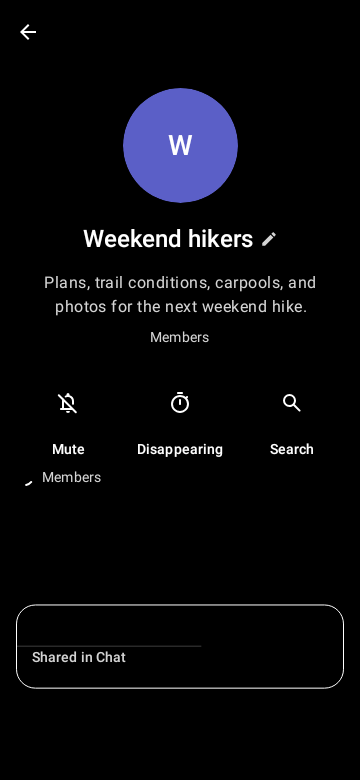 W
Weekend hikers
Plans, trail conditions, carpools, and
photos for the next weekend hike.
Members
Mute
Disappearing
Search
Members
Shared in Chat